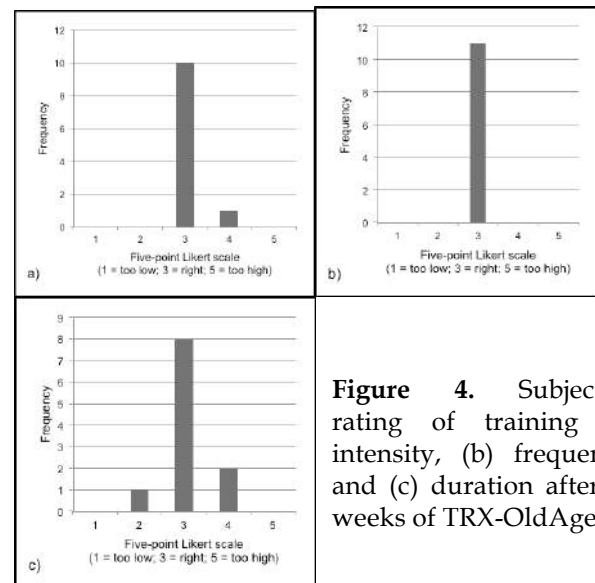 12
10
8
6
4
2
0
Frequency
1 2 3 4 5
Five-point Likert scale
(1 = too low; 3 = right; 5 = too high)
a)
12
10
8
6
4
2
0
Frequency
1 2 3 4 5
Five-point Likert scale
(1 = too low; 3 = right; 5 = too high)
b)
9
8
7
6
5
4
3
2
1
0
Frequency
1 2 3 4 5
Five-point Likert scale
(1 = too low; 3 = right; 5 = too high)
c)
Figure 4. Subjec
rating of training
intensity, (b) frequen
and (c) duration after
weeks of TRX-OldAge